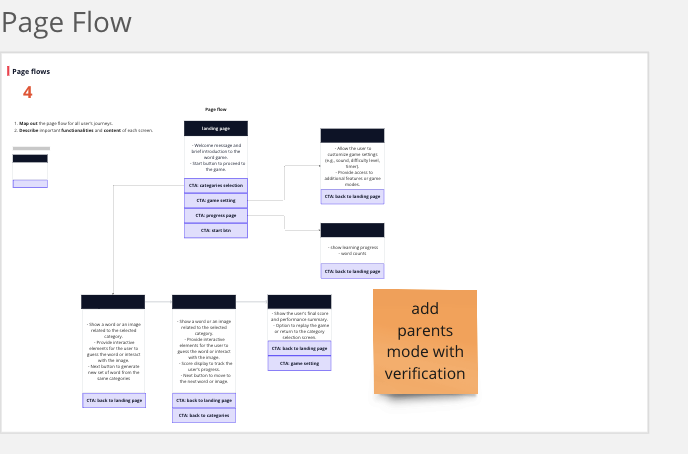 Page Flow
Page flows
4
1. Map out the page flow for all user's journeys.
2. Describe important functionalities and content of each screen.
Page flow
landing page
- Welcome message and
brief introduction to the
word game.
- Start button to proceed to
the game.
CTA: categories selection
CTA: game setting
CTA: progress page
CTA: start btn
- Allow the user to
customize game settings
(e.g., sound, difficulty level,
timer).
- Provide access to
additional features or game
modes.
CTA: back to landing page
- show learning progress
- word counts
CTA: back to landing page
- Show a word or an image
related to the selected
category.
- Provide interactive
elements for the user to
guess the word or interact
with the image.
- Next button to generate
new set of word from the
same categories
CTA: back to landing page
- Show a word or an image
related to the selected
category.
- Provide interactive
elements for the user to
guess the word or interact
with the image.
- Score display to track the
user's progress.
- Next button to move to
the next word or image.
CTA: back to landing page
CTA: back to categories
- Show the user's final score
and performance summary.
- Option to replay the game
or return to the category
selection screen.
CTA: back to landing page
CTA: game setting
add
parents
mode with
verification